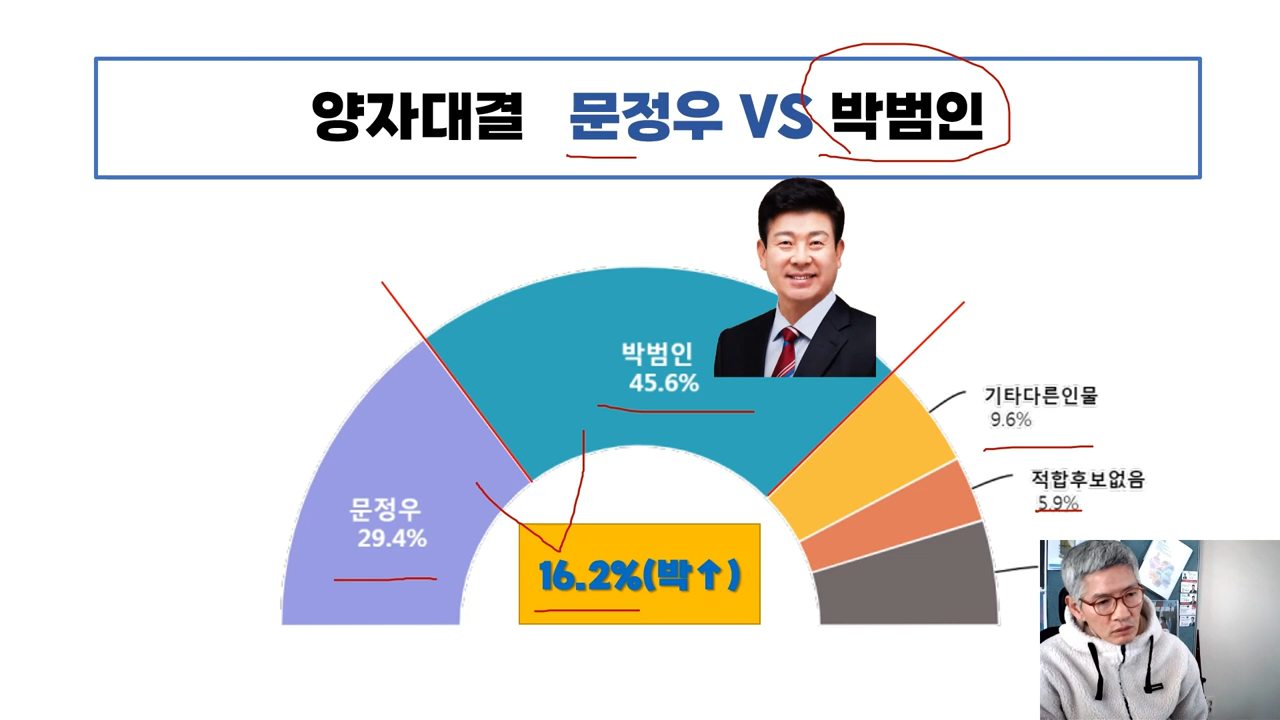 양자대결 문정우 VS 박범인
박범인
45.6%
기타다른인물
9.6%
적합후보없음
5.9%
문정우
29.4%
16.2%(박↑)